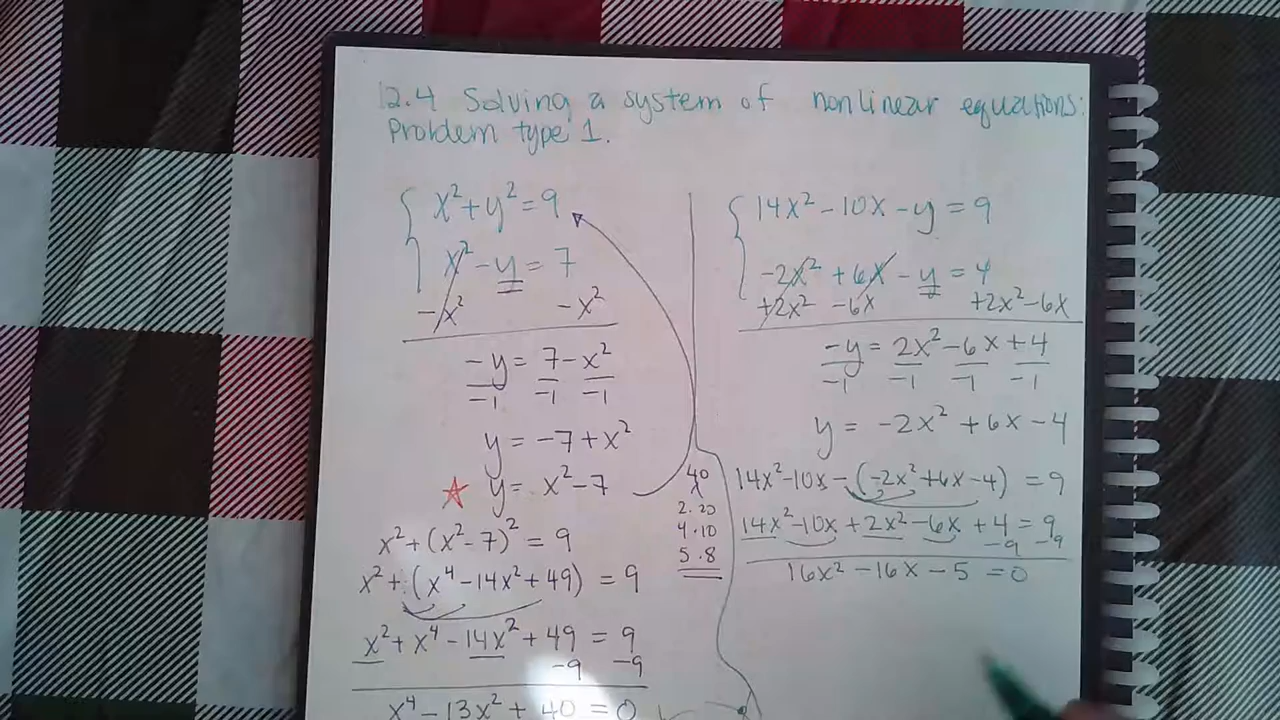 12.4 Solving a system of nonlinear equations:
Problem type 1.
x² + y² = 9
x² - y = 7
-x² -x²
-y = 7 - x²
-1 -1 -1
y = -7 + x²
y = x² - 7
x² + (x² - 7)² = 9
x² + (x⁴ - 14x² + 49) = 9
x² + x⁴ - 14x² + 49 = 9
-9 -9
x⁴ - 13x² + 40 = 0
40
2·20
4·10
5·8
14x² - 10x - y = 9
-2x² + 6x - y = 4
+2x² -6x +2x² -6x
-y = 2x² - 6x + 4
-1 -1 -1 -1
y = -2x² + 6x - 4
14x² - 10x - (-2x² + 6x - 4) = 9
14x² - 10x + 2x² - 6x + 4 = 9
-9 -9
16x² - 16x - 5 = 0